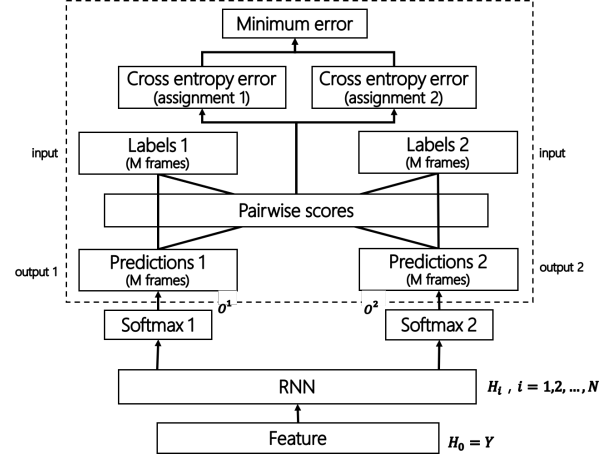 Minimum error
Cross entropy error
(assignment 1)
Cross entropy error
(assignment 2)
input
Labels 1
(M frames)
Labels 2
(M frames)
input
Pairwise scores
output 1
Predictions 1
(M frames)
Predictions 2
(M frames)
output 2
O¹
O²
Softmax 1
Softmax 2
RNN
Hᵢ , i = 1,2, …, N
Feature
H₀ = Y